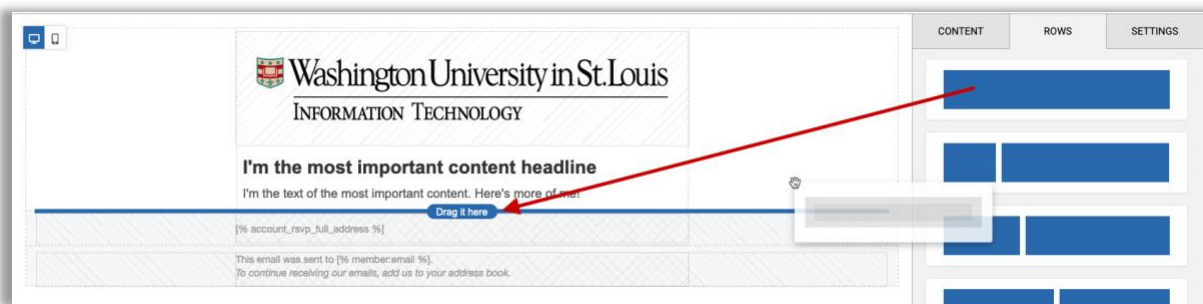 CONTENT
ROWS
SETTINGS
Washington University in St. Louis
INFORMATION TECHNOLOGY
I'm the most important content headline
I'm the text of the most important content. Here's more of me!
Drag it here
[% account_rsvp_full_address %]
This email was sent to [% member:email %].
To continue receiving our emails, add us to your address book.